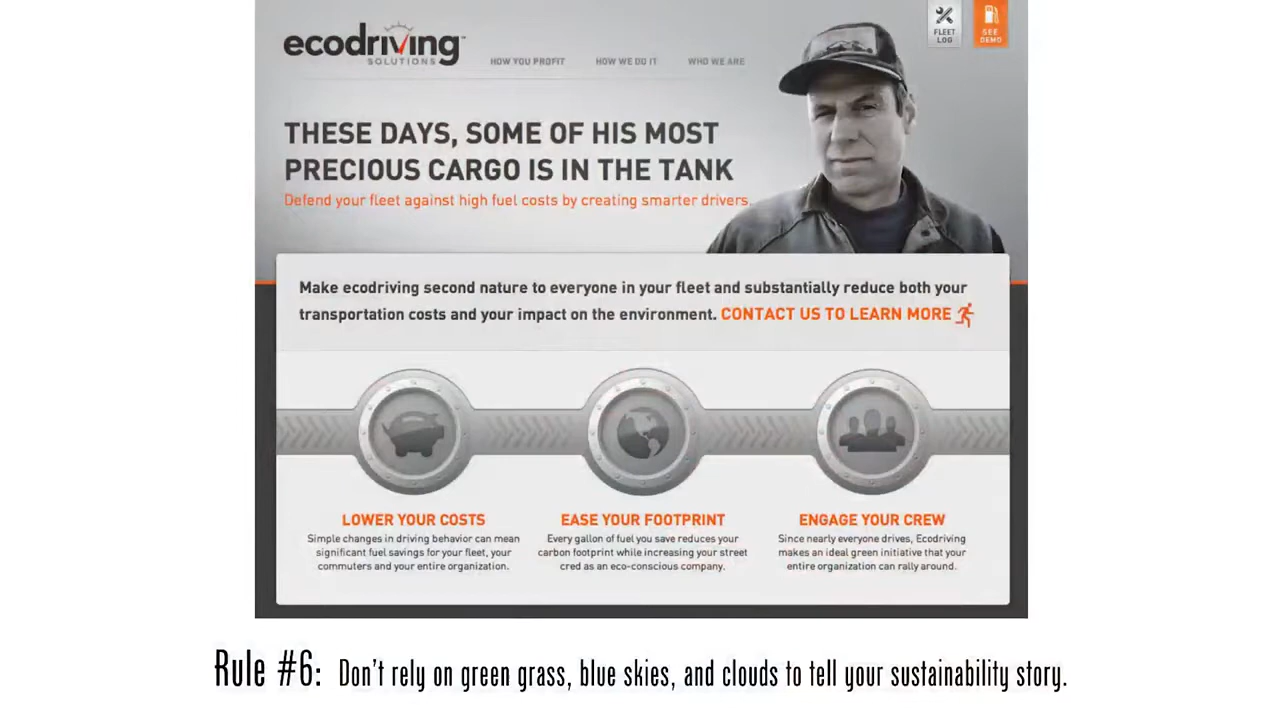 ecodriving™
SOLUTIONS
HOW YOU PROFIT
HOW WE DO IT
WHO WE ARE
FLEET
LOG
SEE
DEMO
THESE DAYS, SOME OF HIS MOST
PRECIOUS CARGO IS IN THE TANK
Defend your fleet against high fuel costs by creating smarter drivers.
Make ecodriving second nature to everyone in your fleet and substantially reduce both your
transportation costs and your impact on the environment. CONTACT US TO LEARN MORE
LOWER YOUR COSTS
Simple changes in driving behavior can mean
significant fuel savings for your fleet, your
commuters and your entire organization.
EASE YOUR FOOTPRINT
Every gallon of fuel you save reduces your
carbon footprint while increasing your street
cred as an eco-conscious company.
ENGAGE YOUR CREW
Since nearly everyone drives, Ecodriving
makes an ideal green initiative that your
entire organization can rally around.
Rule #6: Don't rely on green grass, blue skies, and clouds to tell your sustainability story.